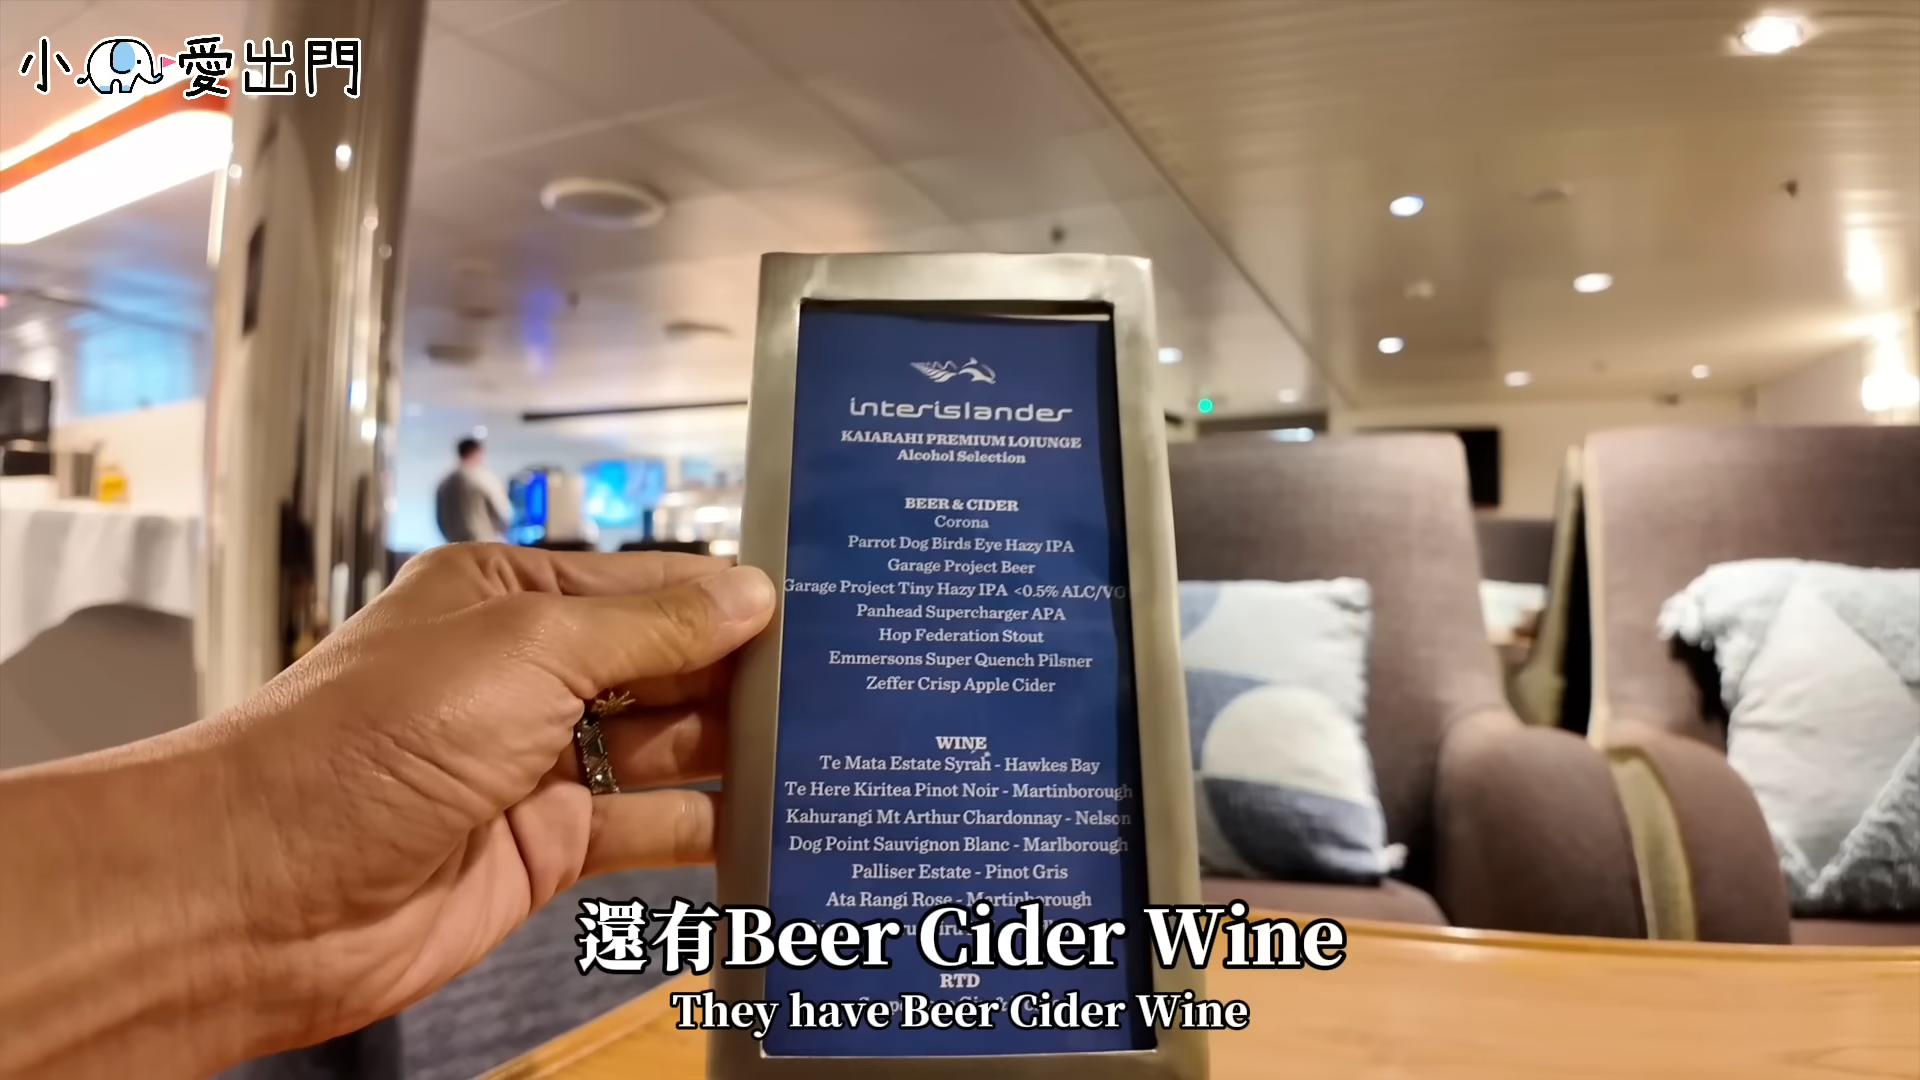 小 愛出門
interislander
KAIARAHI PREMIUM LOIUNGE
Alcohol Selection
BEER & CIDER
Corona
Parrot Dog Birds Eye Hazy IPA
Garage Project Beer
Garage Project Tiny Hazy IPA <0.5% ALC/VO
Panhead Supercharger APA
Hop Federation Stout
Emmersons Super Quench Pilsner
Zeffer Crisp Apple Cider
WINE
Te Mata Estate Syrah - Hawkes Bay
Te Here Kiritea Pinot Noir - Martinborough
Kahurangi Mt Arthur Chardonnay - Nelson
Dog Point Sauvignon Blanc - Marlborough
Palliser Estate - Pinot Gris
Ata Rangi Rose - Martinborough
還有Beer Cider Wine
RTD
They have Beer Cider Wine